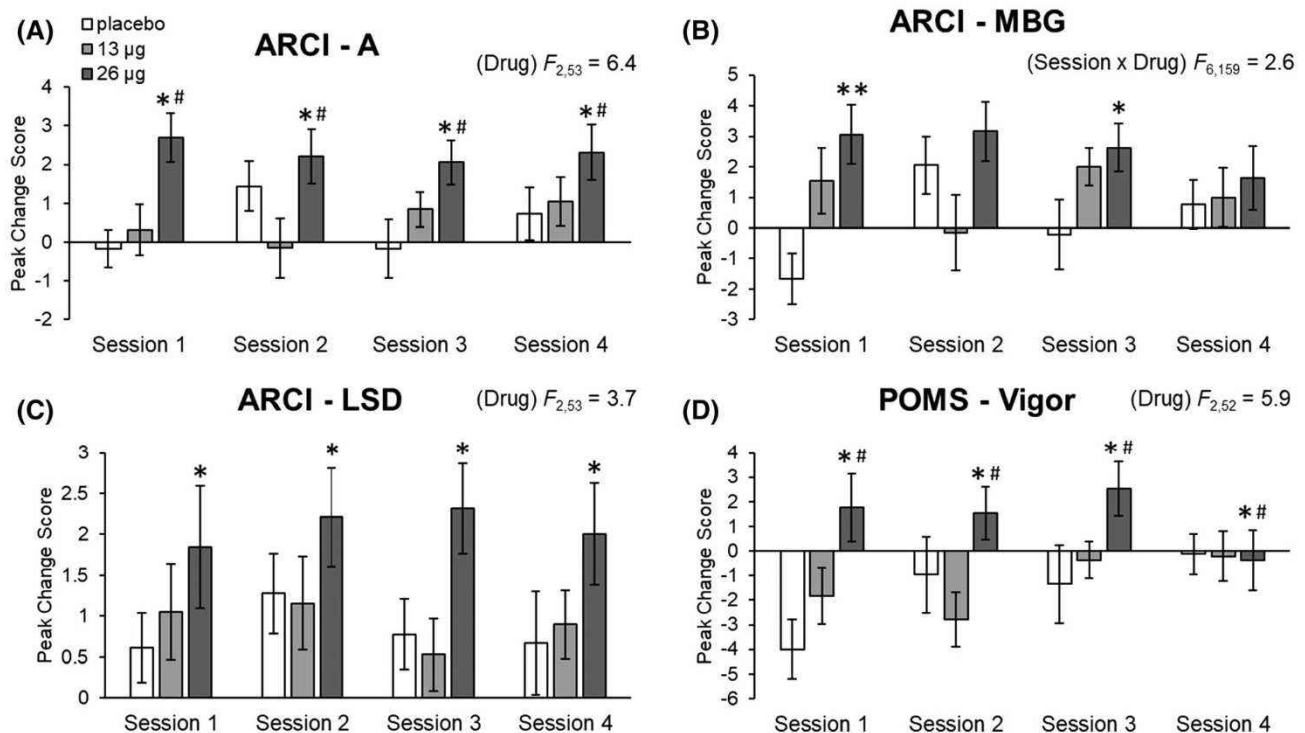 (A)
placebo
13 µg
26 µg
ARCI - A
(Drug) F2,53 = 6.4
Peak Change Score
4
3
2
1
0
-1
-2
*#
*#
*#
*#
Session 1
Session 2
Session 3
Session 4
(B)
ARCI - MBG
(Session x Drug) F6,159 = 2.6
Peak Change Score
5
4
3
2
1
0
-1
-2
-3
**
*
Session 1
Session 2
Session 3
Session 4
(C)
ARCI - LSD
(Drug) F2,53 = 3.7
Peak Change Score
3
2.5
2
1.5
1
0.5
0
*
*
*
*
Session 1
Session 2
Session 3
Session 4
(D)
POMS - Vigor
(Drug) F2,52 = 5.9
Peak Change Score
4
3
2
1
0
-1
-2
-3
-4
-5
-6
*#
*#
*#
*#
Session 1
Session 2
Session 3
Session 4